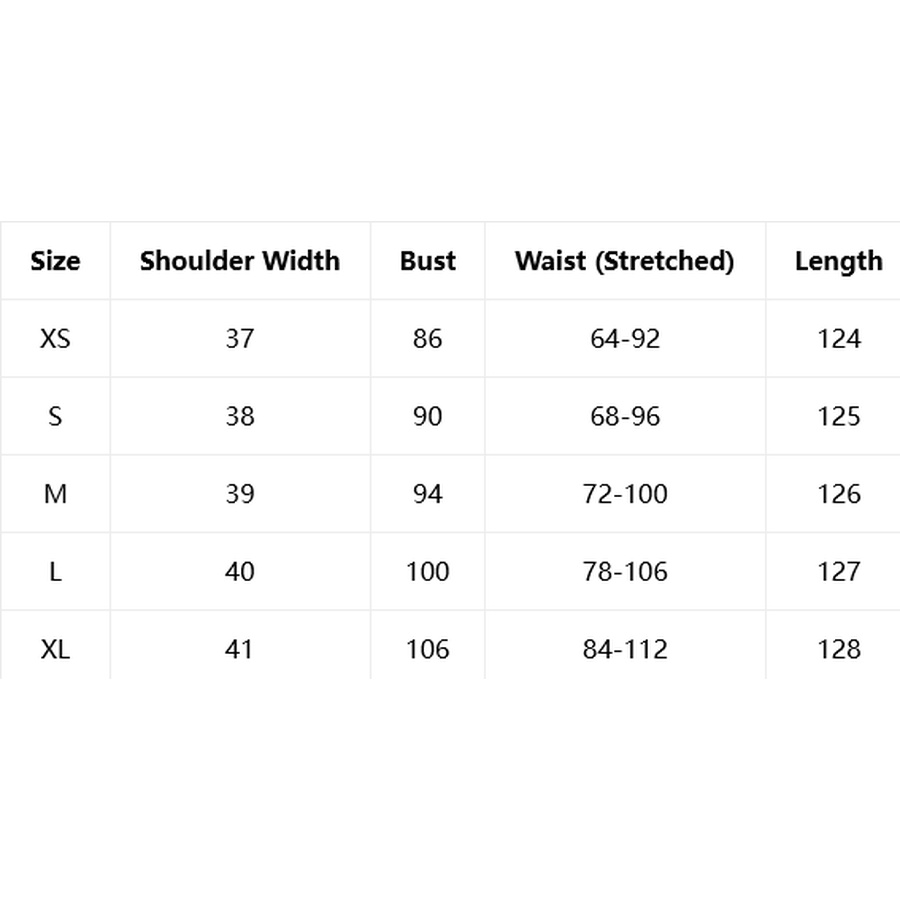 Size Shoulder Width Bust Waist (Stretched) Length
XS 37 86 64-92 124
S 38 90 68-96 125
M 39 94 72-100 126
L 40 100 78-106 127
XL 41 106 84-112 128